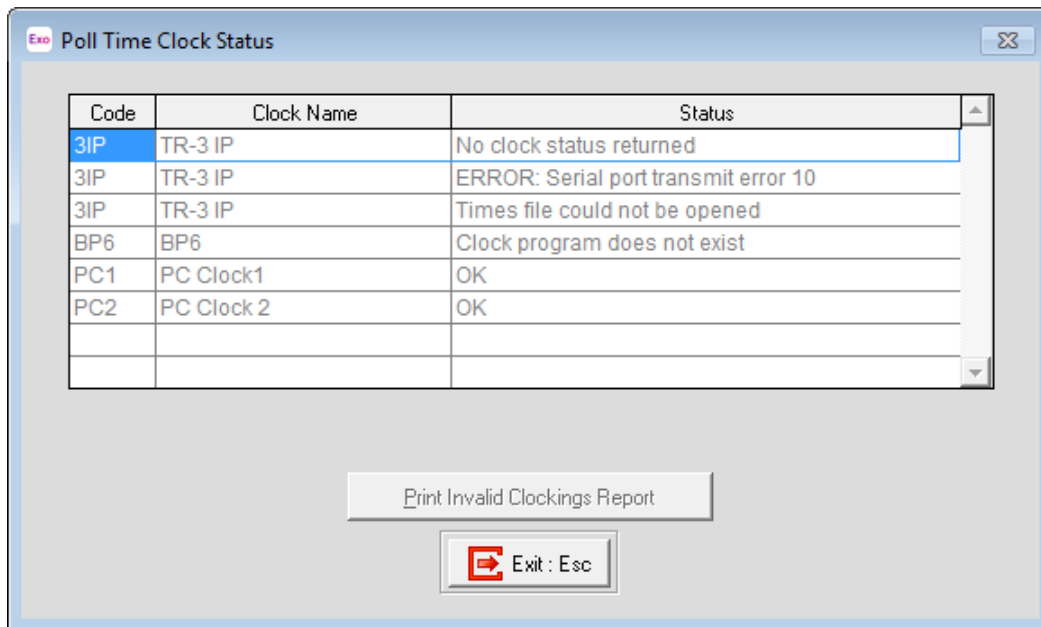 Exo Poll Time Clock Status
Code Clock Name Status
3IP TR-3 IP No clock status returned
3IP TR-3 IP ERROR: Serial port transmit error 10
3IP TR-3 IP Times file could not be opened
BP6 BP6 Clock program does not exist
PC1 PC Clock1 OK
PC2 PC Clock 2 OK
Print Invalid Clockings Report
Exit : Esc